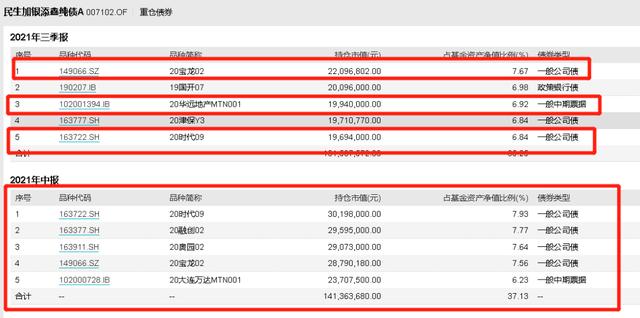 民生加银添鑫纯债A 007102.OF 重仓债券
2021年三季报
序号 品种代码 品种简称 持仓市值(元) 占基金资产净值比例(%) 债券类型
1 149066.SZ 20宝龙02 22,096,802.00 7.67 一般公司债
2 190207.IB 19国开07 20,096,000.00 6.98 政策银行债
3 102001394.IB 20华远地产MTN001 19,940,000.00 6.92 一般中期票据
4 163777.SH 20津保Y3 19,710,770.00 6.84 一般公司债
5 163722.SH 20时代09 19,694,000.00 6.84 一般公司债
合计
2021年中报
序号 品种代码 品种简称 持仓市值(元) 占基金资产净值比例(%) 债券类型
1 163722.SH 20时代09 30,198,000.00 7.93 一般公司债
2 163377.SH 20融创02 29,595,000.00 7.77 一般公司债
3 163911.SH 20奥园02 29,073,000.00 7.64 一般公司债
4 149066.SZ 20宝龙02 28,790,180.00 7.56 一般公司债
5 102000728.IB 20大连万达MTN001 23,707,500.00 6.23 一般中期票据
合计 -- -- 141,363,680.00 37.13 --